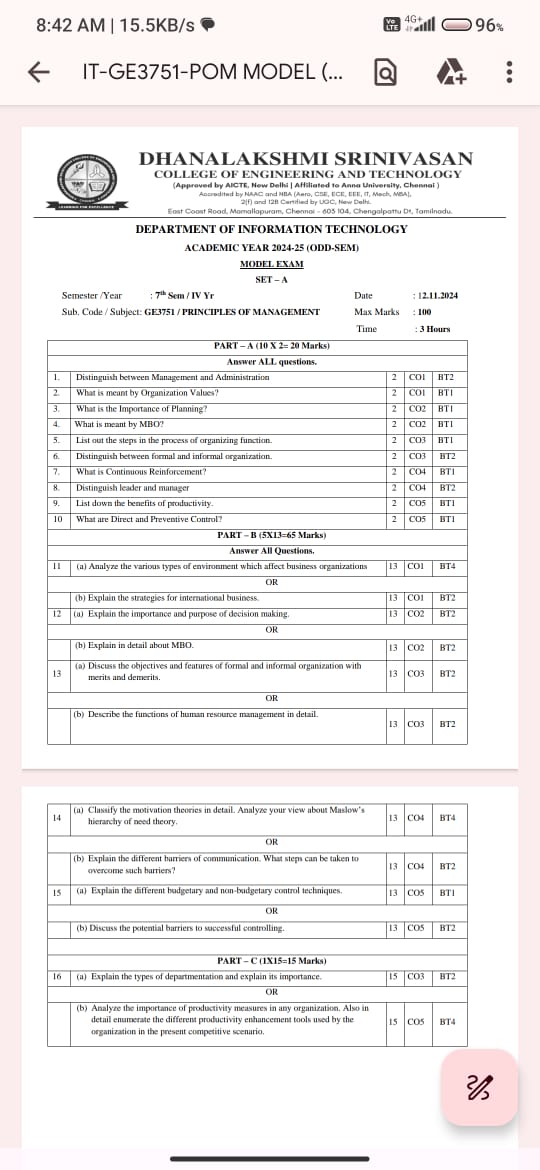 8:42 AM | 15.5KB/s
Vo LTE 4G+ 96%
IT-GE3751-POM MODEL (...
DHANALAKSHMI SRINIVASAN
COLLEGE OF ENGINEERING AND TECHNOLOGY
(Approved by AICTE, New Delhi | Affiliated to Anna University, Chennai )
Accredited by NAAC and NBA (Aero, CSE, ECE, EEE, IT, Mech, MBA),
2(f) and 12B Certified by UGC, New Delhi.
East Coast Road, Mamallapuram, Chennai – 603 104, Chengalpattu Dt, Tamilnadu.
DEPARTMENT OF INFORMATION TECHNOLOGY
ACADEMIC YEAR 2024-25 (ODD-SEM)
MODEL EXAM
SET – A
Semester /Year : 7th Sem / IV Yr Date : 12.11.2024
Sub. Code / Subject: GE3751 / PRINCIPLES OF MANAGEMENT Max Marks : 100
Time : 3 Hours
PART – A (10 X 2= 20 Marks)
Answer ALL questions.
1. Distinguish between Management and Administration 2 CO1 BT2
2. What is meant by Organization Values? 2 CO1 BT1
3. What is the Importance of Planning? 2 CO2 BT1
4. What is meant by MBO? 2 CO2 BT1
5. List out the steps in the process of organizing function. 2 CO3 BT1
6. Distinguish between formal and informal organization. 2 CO3 BT2
7. What is Continuous Reinforcement? 2 CO4 BT1
8. Distinguish leader and manager 2 CO4 BT2
9. List down the benefits of productivity. 2 CO5 BT1
10 What are Direct and Preventive Control? 2 CO5 BT1
PART – B (5X13=65 Marks)
Answer All Questions.
11 (a) Analyze the various types of environment which affect business organizations 13 CO1 BT4
OR
(b) Explain the strategies for international business. 13 CO1 BT2
12 (a) Explain the importance and purpose of decision making. 13 CO2 BT2
OR
(b) Explain in detail about MBO. 13 CO2 BT2
13 (a) Discuss the objectives and features of formal and informal organization with
merits and demerits. 13 CO3 BT2
OR
(b) Describe the functions of human resource management in detail. 13 CO3 BT2
14 (a) Classify the motivation theories in detail. Analyze your view about Maslow's
hierarchy of need theory. 13 CO4 BT4
OR
(b) Explain the different barriers of communication. What steps can be taken to
overcome such barriers? 13 CO4 BT2
15 (a) Explain the different budgetary and non-budgetary control techniques. 13 CO5 BT1
OR
(b) Discuss the potential barriers to successful controlling. 13 CO5 BT2
PART – C (1X15=15 Marks)
16 (a) Explain the types of departmentation and explain its importance. 15 CO3 BT2
OR
(b) Analyze the importance of productivity measures in any organization. Also in
detail enumerate the different productivity enhancement tools used by the 15 CO5 BT4
organization in the present competitive scenario.